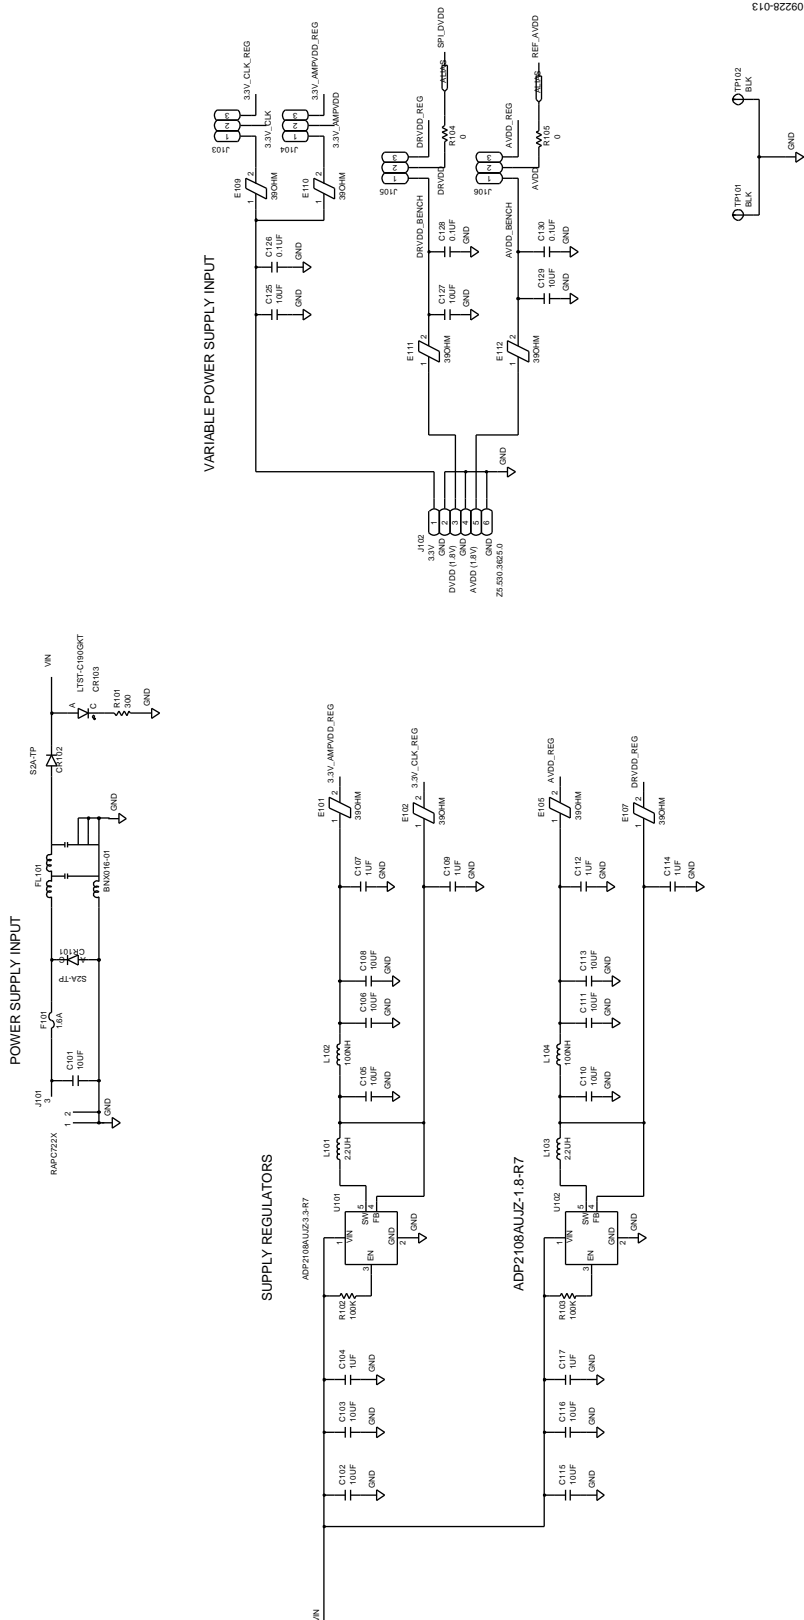 POWER SUPPLY INPUT
RAPC722X
J101
3
1
2
GND
C101
10UF
F101
1.6A
S2A-TP
CR101
C
A
FL101
BNX016-01
GND
S2A-TP
CR102
VIN
LTST-C190GKT
CR103
A
C
R101
300
GND
SUPPLY REGULATORS
VIN
C102
10UF
GND
C103
10UF
GND
C104
1UF
GND
R102
100K
ADP2108AUJZ-3.3-R7
U101
1
VIN
3
EN
SW
5
FB
4
GND
2
GND
L101
2.2UH
C105
10UF
GND
L102
100NH
C106
10UF
GND
C108
10UF
GND
C107
1UF
GND
C109
1UF
GND
E101
1
2
39OHM
3.3V_AMPVDD_REG
E102
1
2
39OHM
3.3V_CLK_REG
C115
10UF
GND
C116
10UF
GND
C117
1UF
GND
R103
100K
ADP2108AUJZ-1.8-R7
U102
1
VIN
3
EN
SW
5
FB
4
GND
2
GND
L103
2.2UH
C110
10UF
GND
L104
100NH
C111
10UF
GND
C113
10UF
GND
C112
1UF
GND
C114
1UF
GND
E105
1
2
39OHM
AVDD_REG
E107
1
2
39OHM
DRVDD_REG
VARIABLE POWER SUPPLY INPUT
J102
3.3V
GND
DVDD (1.8V)
GND
AVDD (1.8V)
GND
Z5.530.3625.0
1
2
3
4
5
6
GND
C125
10UF
GND
C126
0.1UF
GND
E109
1
2
39OHM
E110
1
2
39OHM
J103
1
2
3
3.3V_CLK
3.3V_CLK_REG
J104
1
2
3
3.3V_AMPVDD
3.3V_AMPVDD_REG
E111
1
2
39OHM
C127
10UF
GND
C128
0.1UF
GND
DRVDD_BENCH
J105
1
2
3
DRVDD
DRVDD_REG
R104
0
ALIAS
SPI_DVDD
E112
1
2
39OHM
C129
10UF
GND
C130
0.1UF
GND
AVDD_BENCH
J106
1
2
3
AVDD
AVDD_REG
R105
0
ALIAS
REF_AVDD
TP101
BLK
TP102
BLK
GND
09228-013